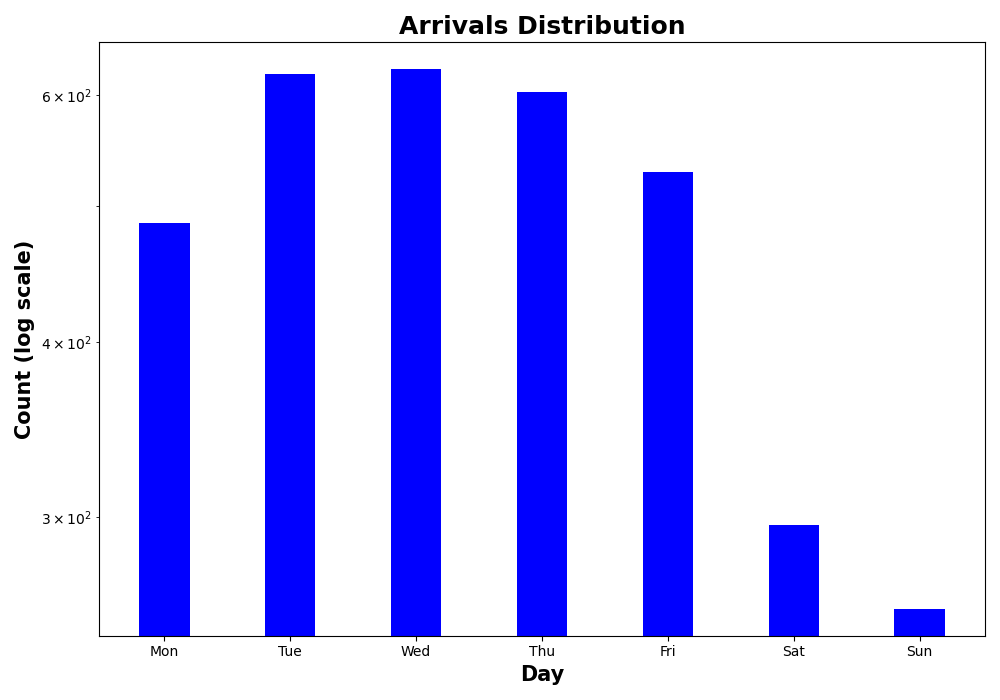 Arrivals Distribution
6 × 10²
4 × 10²
3 × 10²
Count (log scale)
Mon Tue Wed Thu Fri Sat Sun
Day